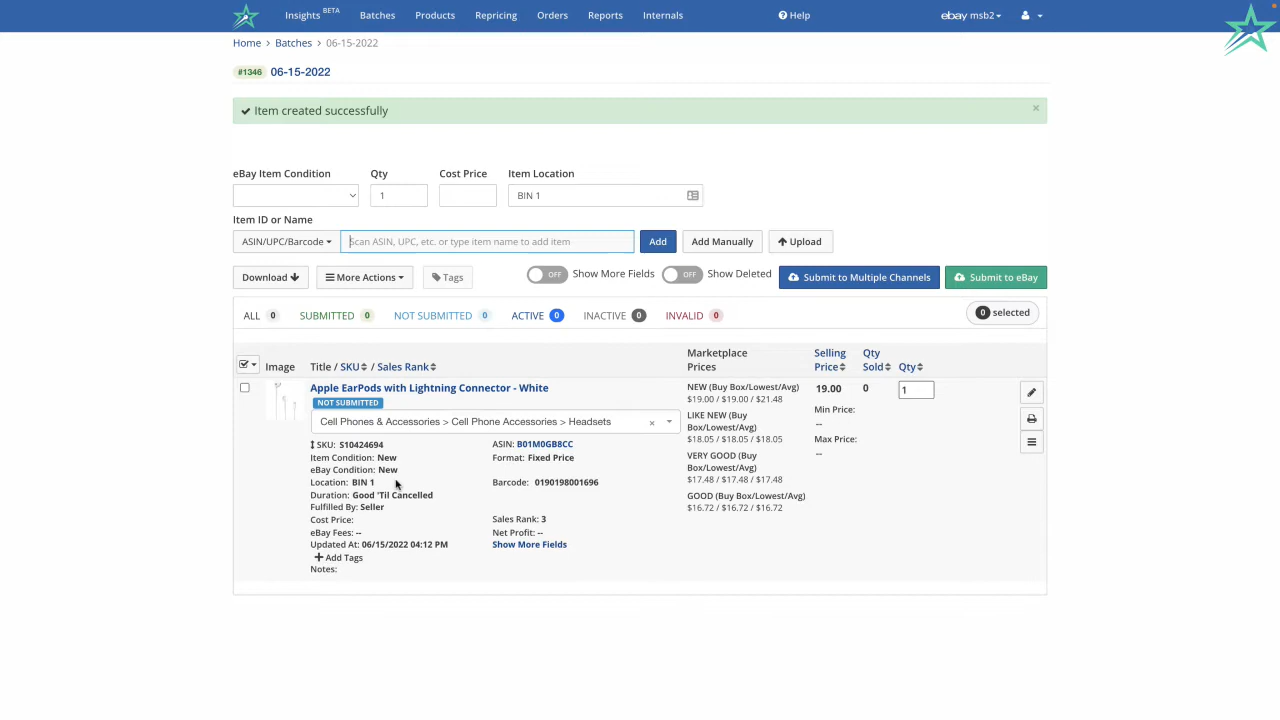 Insights BETA Batches Products Repricing Orders Reports Internals Help ebay msb2
Home > Batches > 06-15-2022
#1346 06-15-2022
Item created successfully ×
eBay Item Condition Qty Cost Price Item Location
1 BIN 1
Item ID or Name
ASIN/UPC/Barcode Scan ASIN, UPC, etc. or type item name to add item Add Add Manually Upload
Download More Actions Tags OFF Show More Fields OFF Show Deleted Submit to Multiple Channels Submit to eBay
ALL 0 SUBMITTED 0 NOT SUBMITTED 0 ACTIVE 0 INACTIVE 0 INVALID 0 0 selected
Image Title / SKU / Sales Rank Marketplace Prices Selling Price Qty Sold Qty
Apple EarPods with Lightning Connector - White
NOT SUBMITTED
Cell Phones & Accessories > Cell Phone Accessories > Headsets ×
SKU: S10424694 ASIN: B01M0GB8CC
Item Condition: New Format: Fixed Price
eBay Condition: New
Location: BIN 1 Barcode: 0190198001696
Duration: Good 'Til Cancelled
Fulfilled By: Seller
Cost Price: Sales Rank: 3
eBay Fees: -- Net Profit: --
Updated At: 06/15/2022 04:12 PM Show More Fields
Add Tags
Notes:
NEW (Buy Box/Lowest/Avg)
$19.00 / $19.00 / $21.48
LIKE NEW (Buy
Box/Lowest/Avg)
$18.05 / $18.05 / $18.05
VERY GOOD (Buy
Box/Lowest/Avg)
$17.48 / $17.48 / $17.48
GOOD (Buy Box/Lowest/Avg)
$16.72 / $16.72 / $16.72
19.00 0 1
Min Price:
--
Max Price:
--